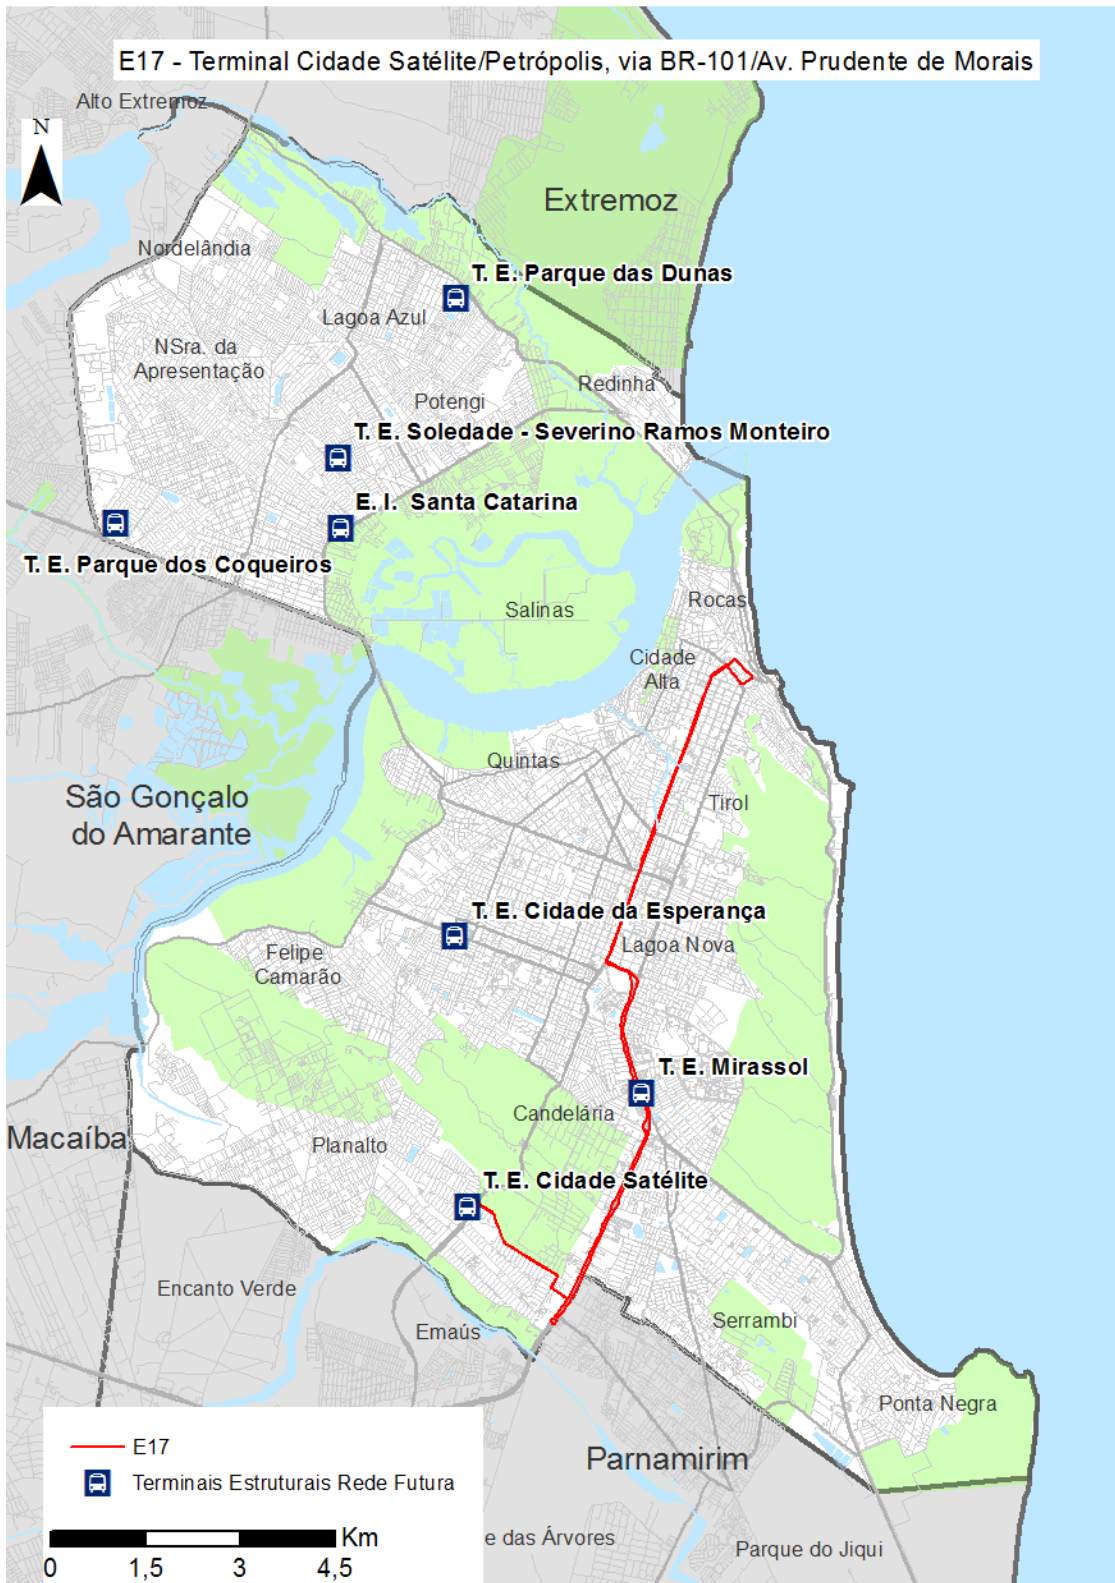 E17 - Terminal Cidade Satélite/Petrópolis, via BR-101/Av. Prudente de Morais
Alto Extremoz
N
Extremoz
Nordelândia
T. E. Parque das Dunas
Lagoa Azul
NSra. da
Apresentação
Redinha
Potengi
T. E. Soledade - Severino Ramos Monteiro
E. I. Santa Catarina
T. E. Parque dos Coqueiros
Salinas
Rocas
Cidade
Alta
Quintas
São Gonçalo
do Amarante
Tirol
T. E. Cidade da Esperança
Lagoa Nova
Felipe
Camarão
T. E. Mirassol
Candelária
Macaíba
Planalto
T. E. Cidade Satélite
Encanto Verde
Emaús
Serrambi
Ponta Negra
Parnamirim
E17
Terminais Estruturais Rede Futura
e das Árvores
Parque do Jiqui
Km
0 1,5 3 4,5